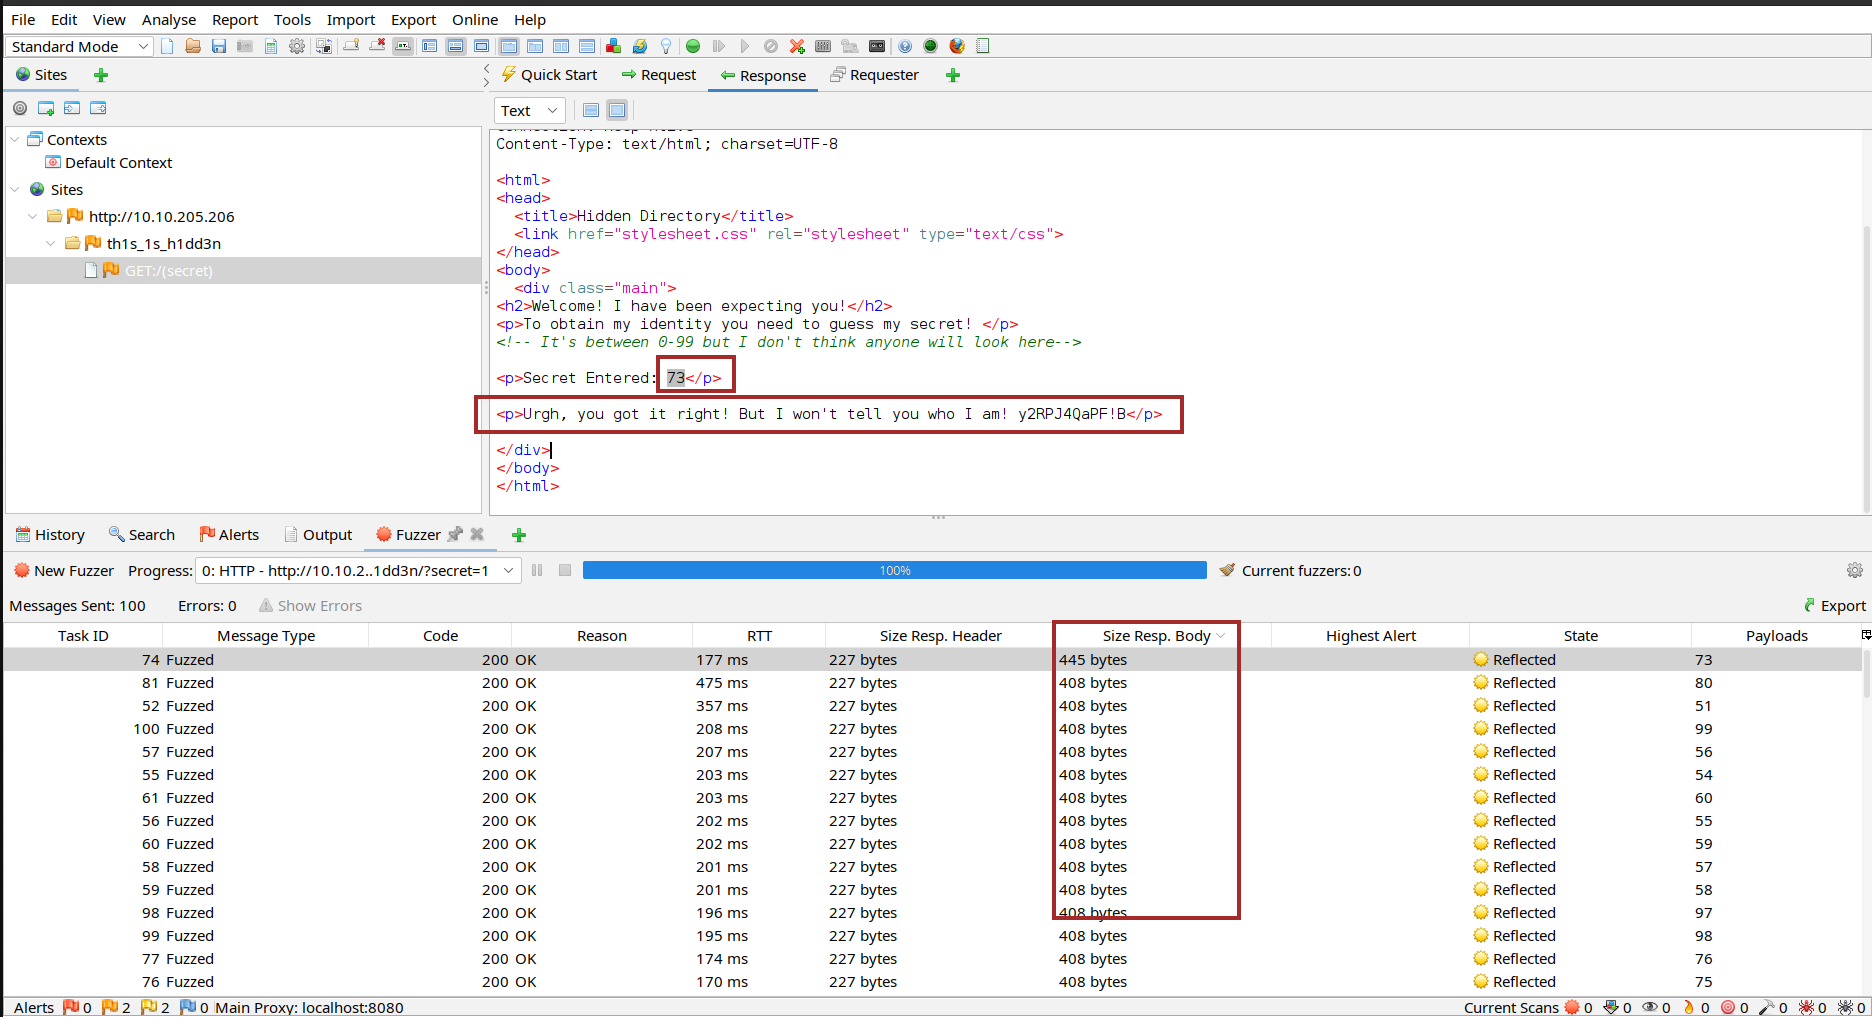 File Edit View Analyse Report Tools Import Export Online Help
Standard Mode
Sites
Quick Start Request Response Requester
Text
Contexts
Default Context
Sites
http://10.10.205.206
th1s_1s_h1dd3n
GET:/(secret)
Content-Type: text/html; charset=UTF-8
<html>
<head>
<title>Hidden Directory</title>
<link href="stylesheet.css" rel="stylesheet" type="text/css">
</head>
<body>
<div class="main">
<h2>Welcome! I have been expecting you!</h2>
<p>To obtain my identity you need to guess my secret! </p>
<!-- It's between 0-99 but I don't think anyone will look here-->
<p>Secret Entered: 73</p>
<p>Urgh, you got it right! But I won't tell you who I am! y2RPJ4QaPF!B</p>
</div>
</body>
</html>
History Search Alerts Output Fuzzer
New Fuzzer Progress: 0: HTTP - http://10.10.2..1dd3n/?secret=1 100% Current fuzzers:0
Messages Sent: 100 Errors: 0 Show Errors Export
Task ID Message Type Code Reason RTT Size Resp. Header Size Resp. Body Highest Alert State Payloads
74 Fuzzed 200 OK 177 ms 227 bytes 445 bytes Reflected 73
81 Fuzzed 200 OK 475 ms 227 bytes 408 bytes Reflected 80
52 Fuzzed 200 OK 357 ms 227 bytes 408 bytes Reflected 51
100 Fuzzed 200 OK 208 ms 227 bytes 408 bytes Reflected 99
57 Fuzzed 200 OK 207 ms 227 bytes 408 bytes Reflected 56
55 Fuzzed 200 OK 203 ms 227 bytes 408 bytes Reflected 54
61 Fuzzed 200 OK 203 ms 227 bytes 408 bytes Reflected 60
56 Fuzzed 200 OK 202 ms 227 bytes 408 bytes Reflected 55
60 Fuzzed 200 OK 202 ms 227 bytes 408 bytes Reflected 59
58 Fuzzed 200 OK 201 ms 227 bytes 408 bytes Reflected 57
59 Fuzzed 200 OK 201 ms 227 bytes 408 bytes Reflected 58
98 Fuzzed 200 OK 196 ms 227 bytes 408 bytes Reflected 97
99 Fuzzed 200 OK 195 ms 227 bytes 408 bytes Reflected 98
77 Fuzzed 200 OK 174 ms 227 bytes 408 bytes Reflected 76
76 Fuzzed 200 OK 170 ms 227 bytes 408 bytes Reflected 75
Alerts 0 2 2 0 Main Proxy: localhost:8080 Current Scans 0 0 0 0 0 0 0 0